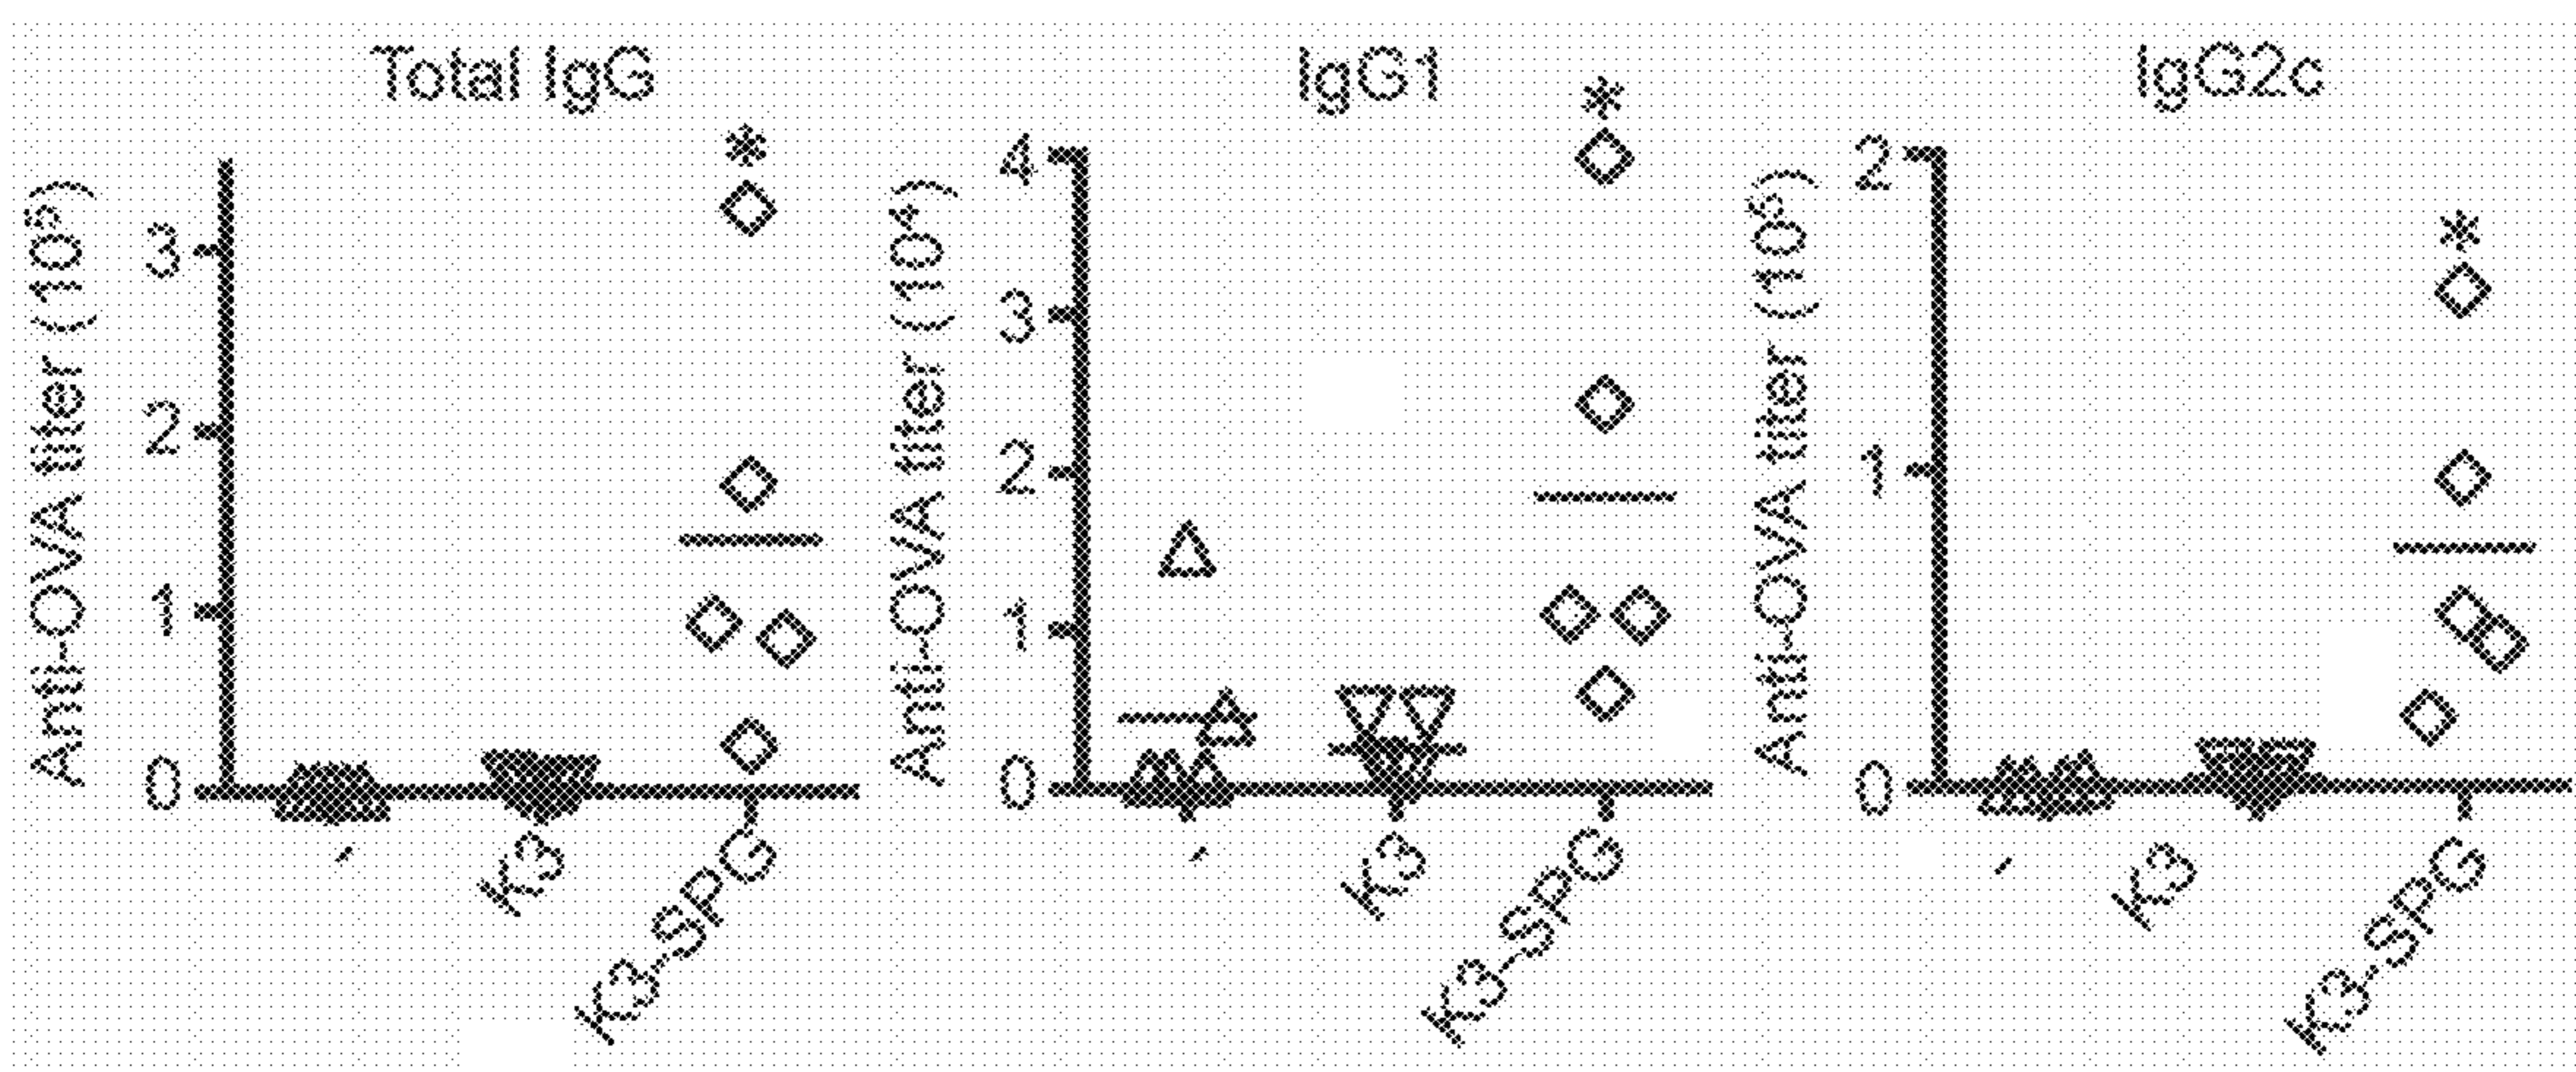 Total IgG
*
Anti-OVA titer (10⁵)
3
2
1
0
-
K3
K3-SPG
IgG1
*
Anti-OVA titer (10⁴)
4
3
2
1
0
-
K3
K3-SPG
IgG2c
*
2
1
0
-
K3
K3-SPG
Anti-OVA titer